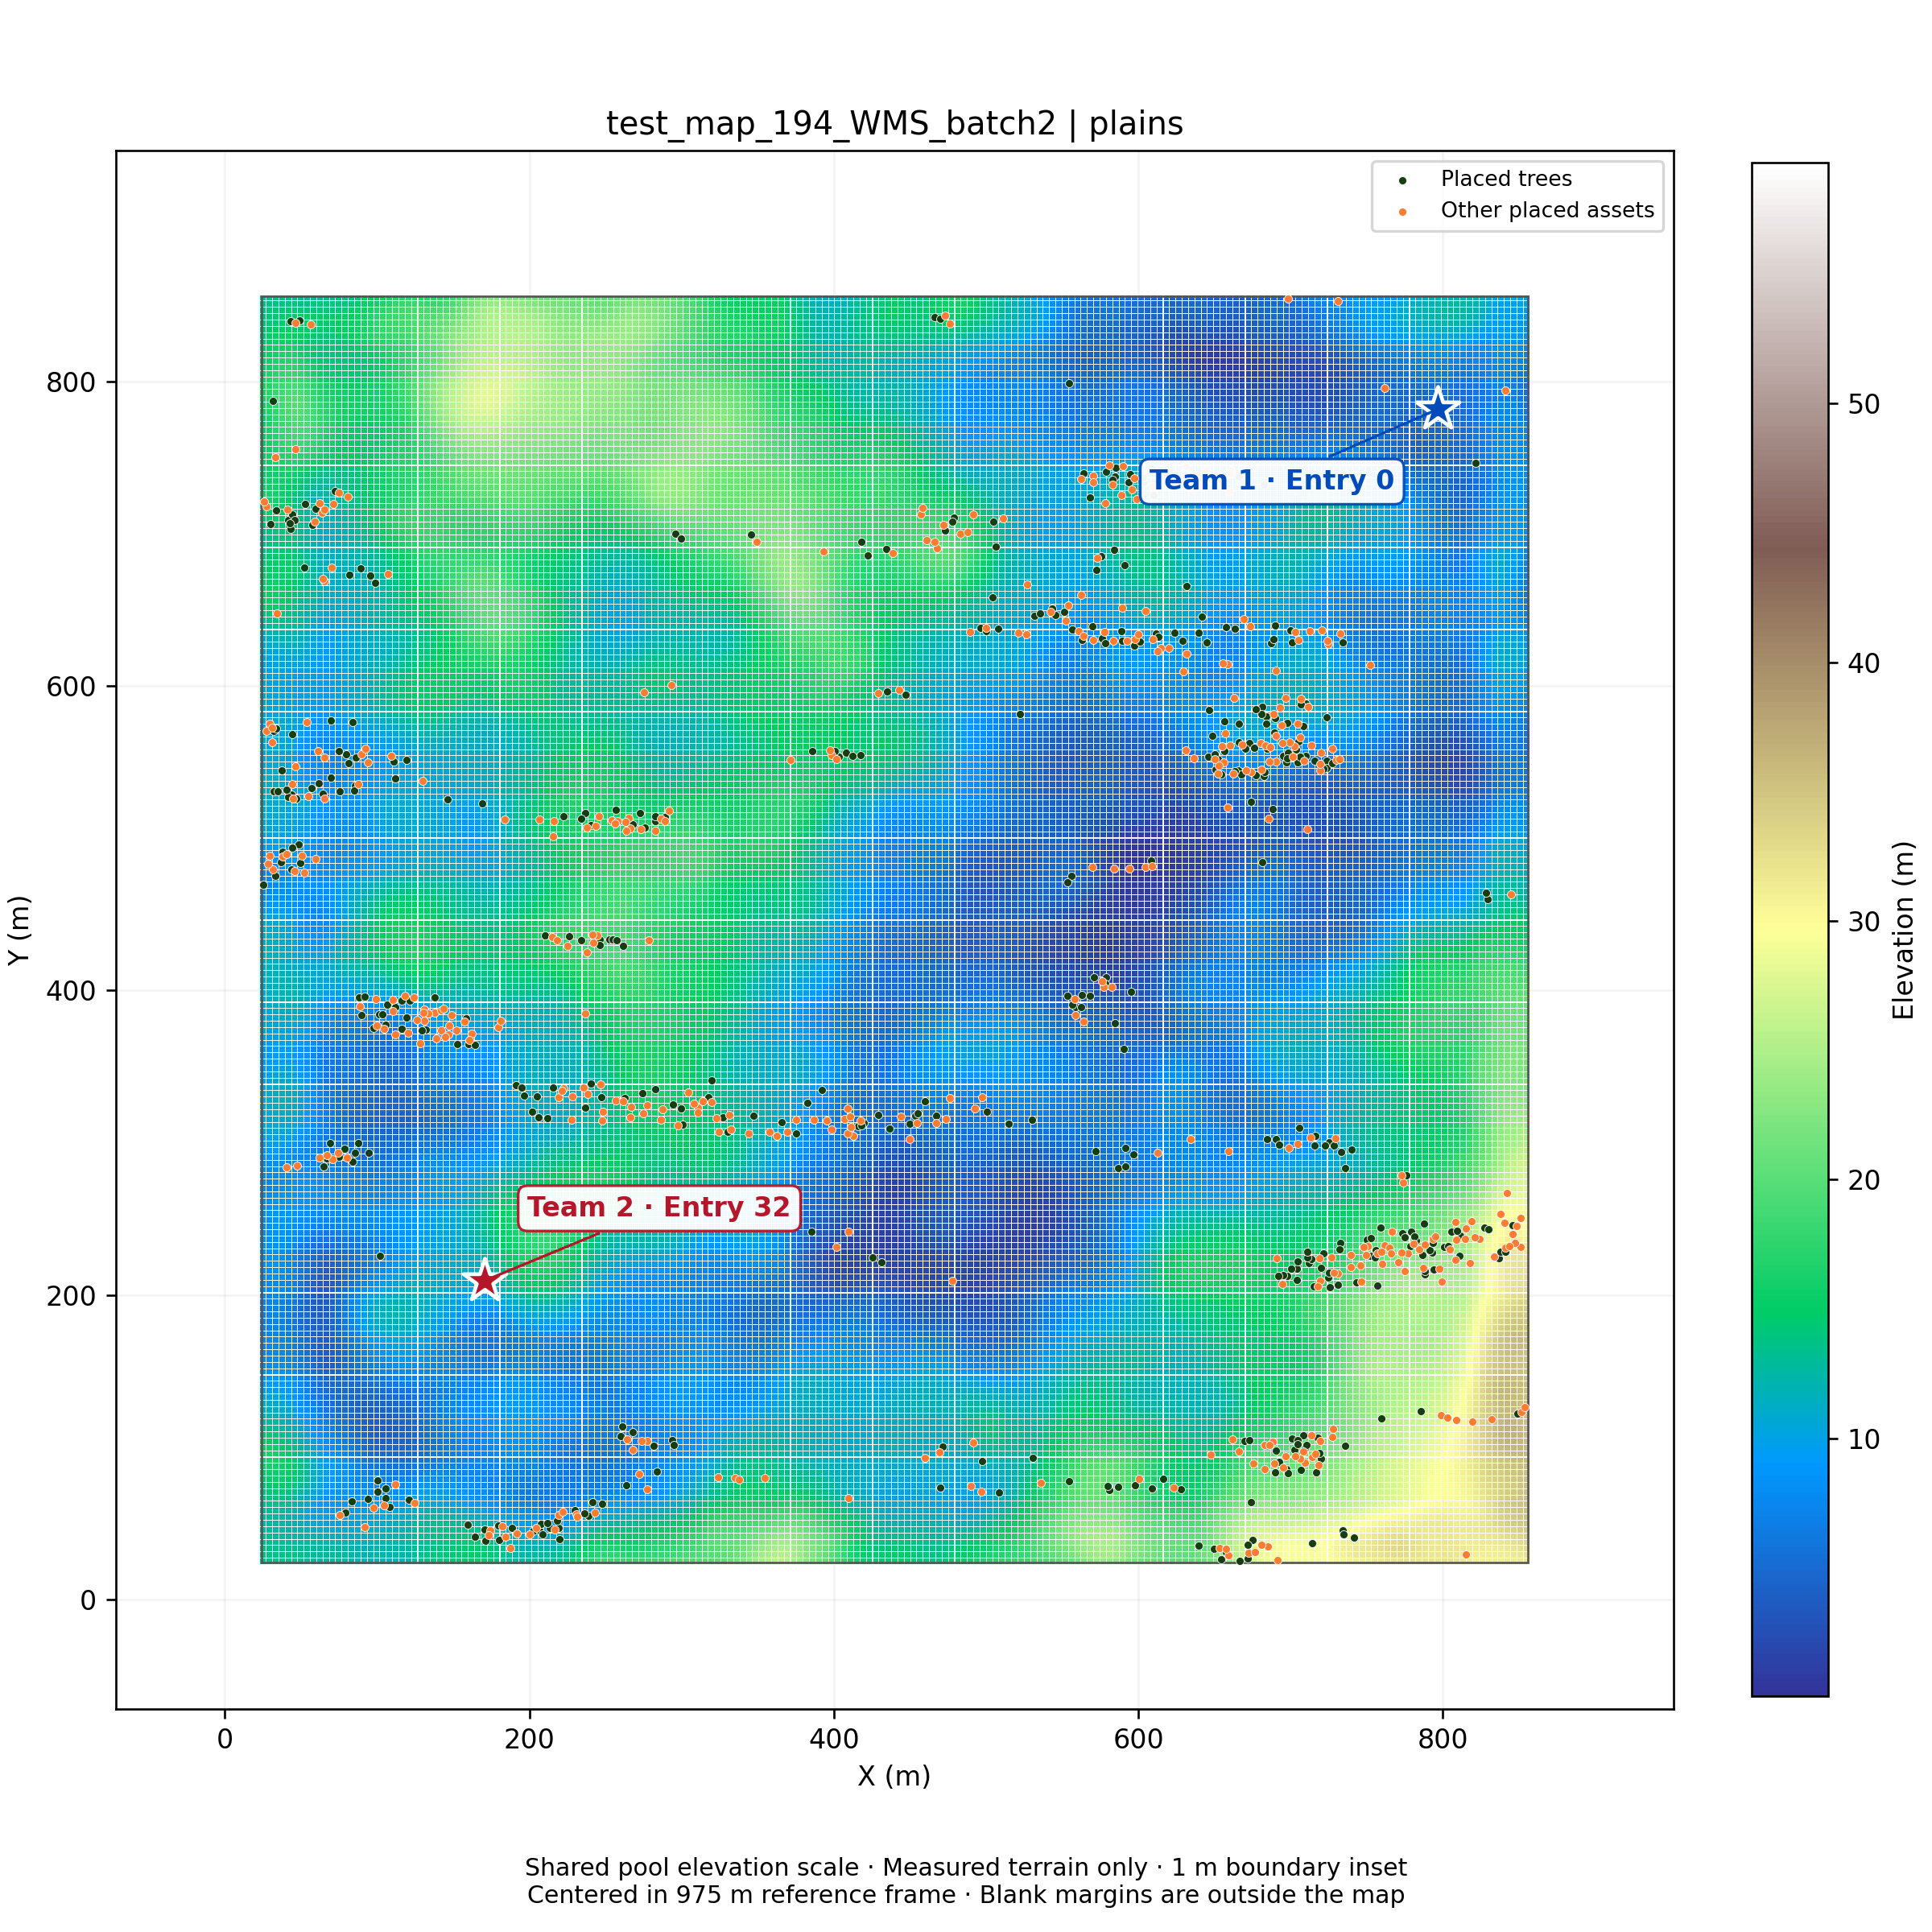 test_map_194_WMS_batch2 | plains
Placed trees
Other placed assets
Team 1 · Entry 0
Team 2 · Entry 32
800
600
400
200
0
Y (m)
0
200
400
600
800
X (m)
50
40
30
20
10
Elevation (m)
Shared pool elevation scale · Measured terrain only · 1 m boundary inset
Centered in 975 m reference frame · Blank margins are outside the map